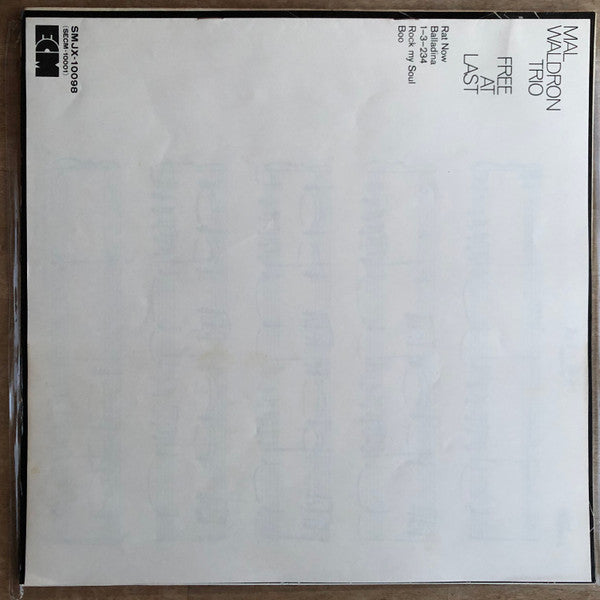 MAL
WALDRON
TRIO
FREE
AT
LAST
Rat Now
Balladina
1-3-234
Rock my Soul
Boo
SMJX-10098
(SECM-10001)
ECM